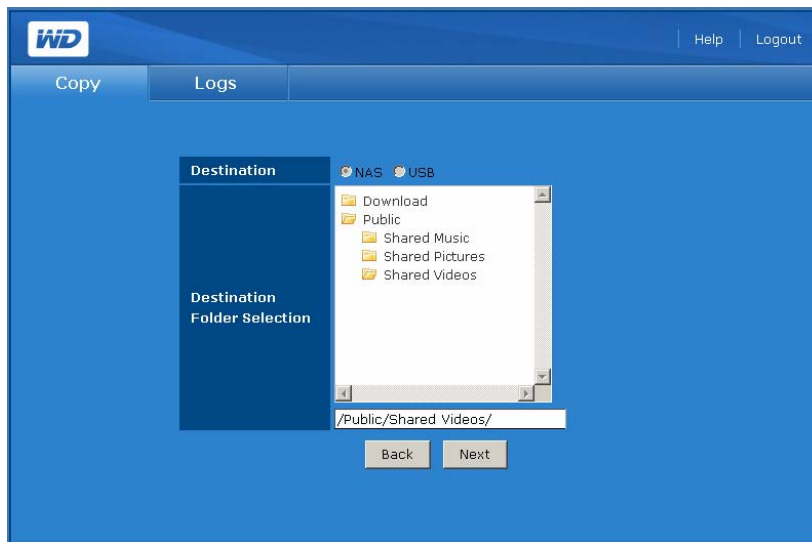 WD
Help
Logout
Copy
Logs
Destination
NAS
USB
Download
Public
Shared Music
Shared Pictures
Shared Videos
Destination
Folder Selection
/Public/Shared Videos/
Back
Next